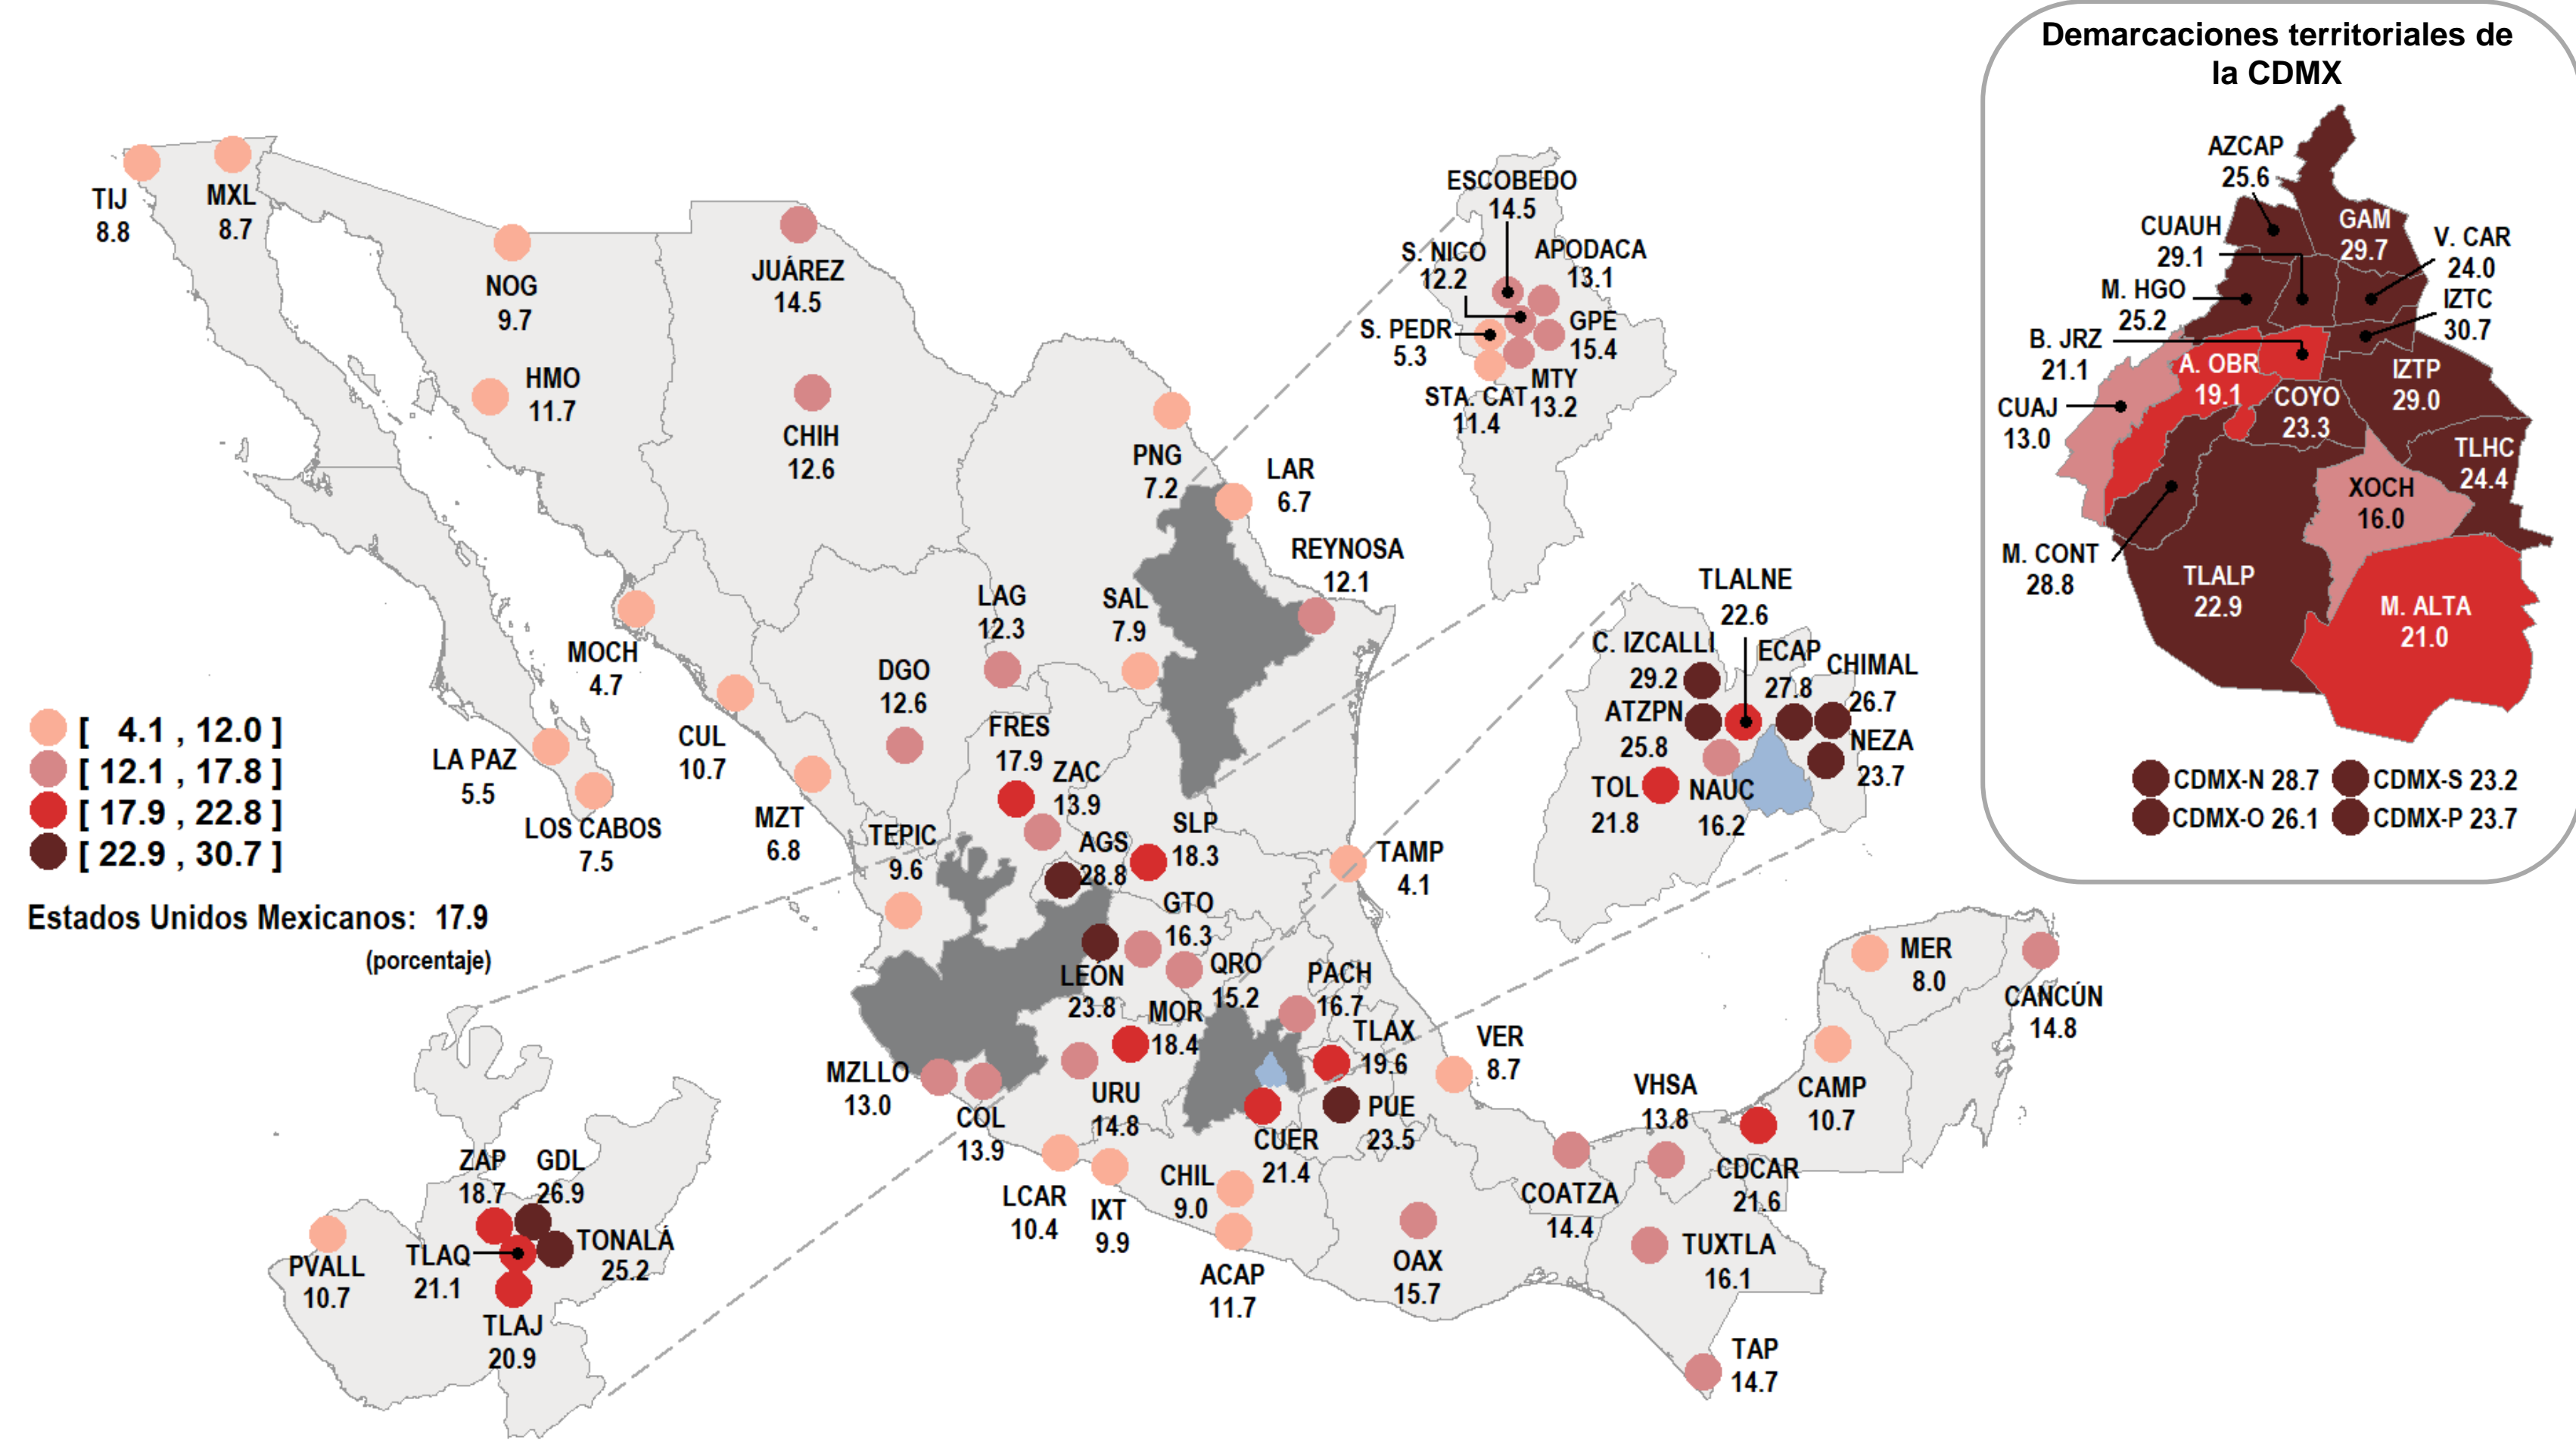 Demarcaciones territoriales de
la CDMX
AZCAP
25.6
CUAUH
29.1
GAM
29.7
V. CAR
24.0
M. HGO
25.2
IZTC
30.7
B. JRZ
21.1
A. OBR
19.1
IZTP
29.0
COYO
23.3
CUAJ
13.0
TLHC
24.4
XOCH
16.0
M. CONT
28.8
TLALP
22.9
M. ALTA
21.0
CDMX-N 28.7
CDMX-S 23.2
CDMX-O 26.1
CDMX-P 23.7
TIJ
8.8
MXL
8.7
NOG
9.7
HMO
11.7
JUÁREZ
14.5
CHIH
12.6
ESCOBEDO
14.5
S. NICO
12.2
APODACA
13.1
S. PEDR
5.3
GPE
15.4
STA. CAT
11.4
MTY
13.2
PNG
7.2
LAR
6.7
REYNOSA
12.1
LAG
12.3
SAL
7.9
MOCH
4.7
DGO
12.6
CUL
10.7
LA PAZ
5.5
LOS CABOS
7.5
MZT
6.8
FRES
17.9
ZAC
13.9
TEPIC
9.6
AGS
28.8
SLP
18.3
TAMP
4.1
TLALNE
22.6
C. IZCALLI
29.2
ECAP
27.8
CHIMAL
26.7
ATZPN
25.8
NEZA
23.7
TOL
21.8
NAUC
16.2
[ 4.1 , 12.0 ]
[ 12.1 , 17.8 ]
[ 17.9 , 22.8 ]
[ 22.9 , 30.7 ]
Estados Unidos Mexicanos: 17.9
(porcentaje)
GTO
16.3
LEÓN
23.8
QRO
15.2
PACH
16.7
MOR
18.4
TLAX
19.6
MZLLO
13.0
COL
13.9
URU
14.8
CUER
21.4
PUE
23.5
VER
8.7
LCAR
10.4
IXT
9.9
CHIL
9.0
ACAP
11.7
OAX
15.7
COATZA
14.4
VHSA
13.8
CDCAR
21.6
TUXTLA
16.1
TAP
14.7
CAMP
10.7
MER
8.0
CANCÚN
14.8
ZAP
18.7
GDL
26.9
PVALL
10.7
TLAQ
21.1
TONALÁ
25.2
TLAJ
20.9